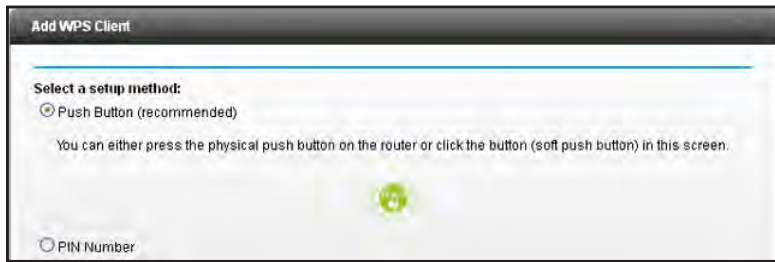 Add WPS Client
Select a setup method:
Push Button (recommended)
You can either press the physical push button on the router or click the button (soft push button) in this screen.
PIN Number